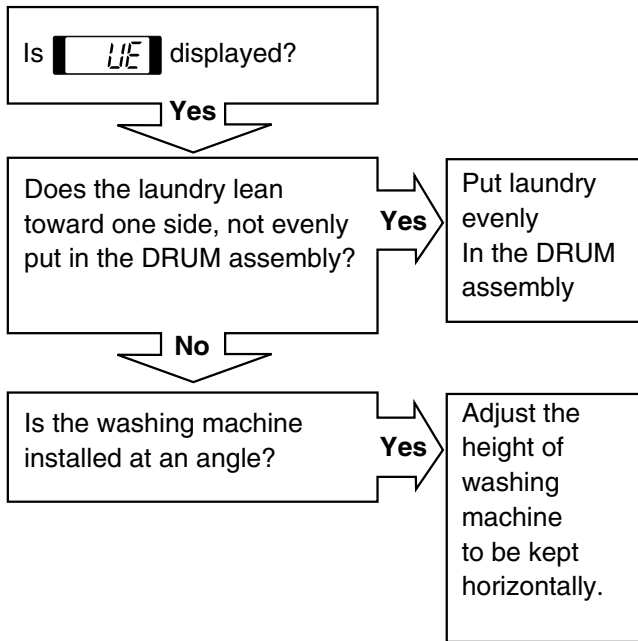 Is UE displayed?
Yes
Does the laundry lean
toward one side, not evenly
put in the DRUM assembly?
Yes
Put laundry
evenly
In the DRUM
assembly
No
Is the washing machine
installed at an angle?
Yes
Adjust the
height of
washing
machine
to be kept
horizontally.